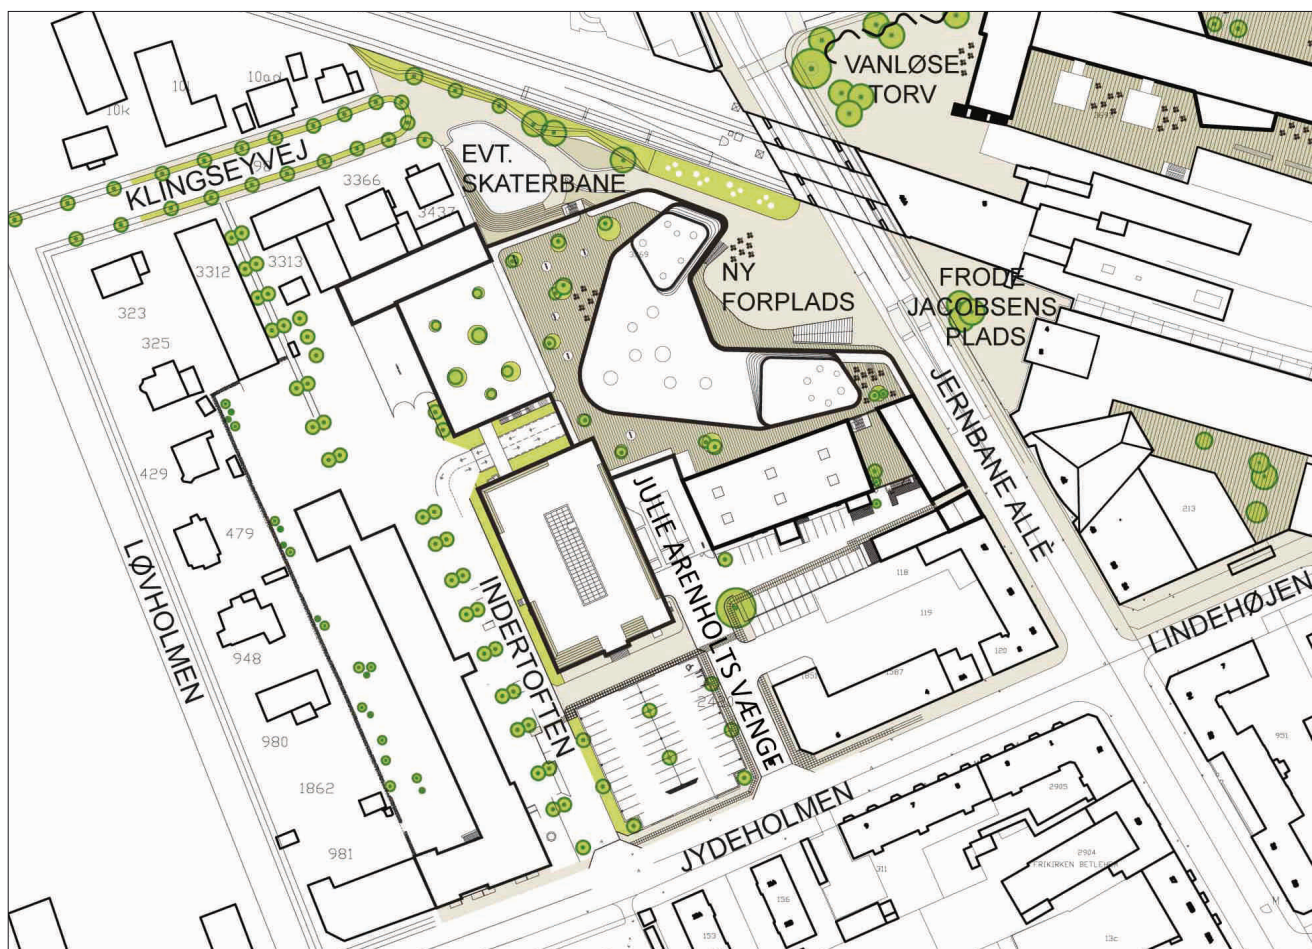 VANLØSE
TORV
10k
10i
10ad
KLINGSEYVEJ
EVT.
SKATERBANE
3366
3437
3312
3313
NY
FORPLADS
FRODE
JACOBSENS
PLADS
323
325
JERNBANE ALLÉ
429
479
JULIE ARENHOLTS VÆNGE
213
LØVHOLMEN
INDERTOFTEN
118
119
120
LINDEHØJEN
948
980
1862
981
JYDEHOLMEN
951
2905
2904
FRIKIRKEN BETLEHEM
311
156
153
13c